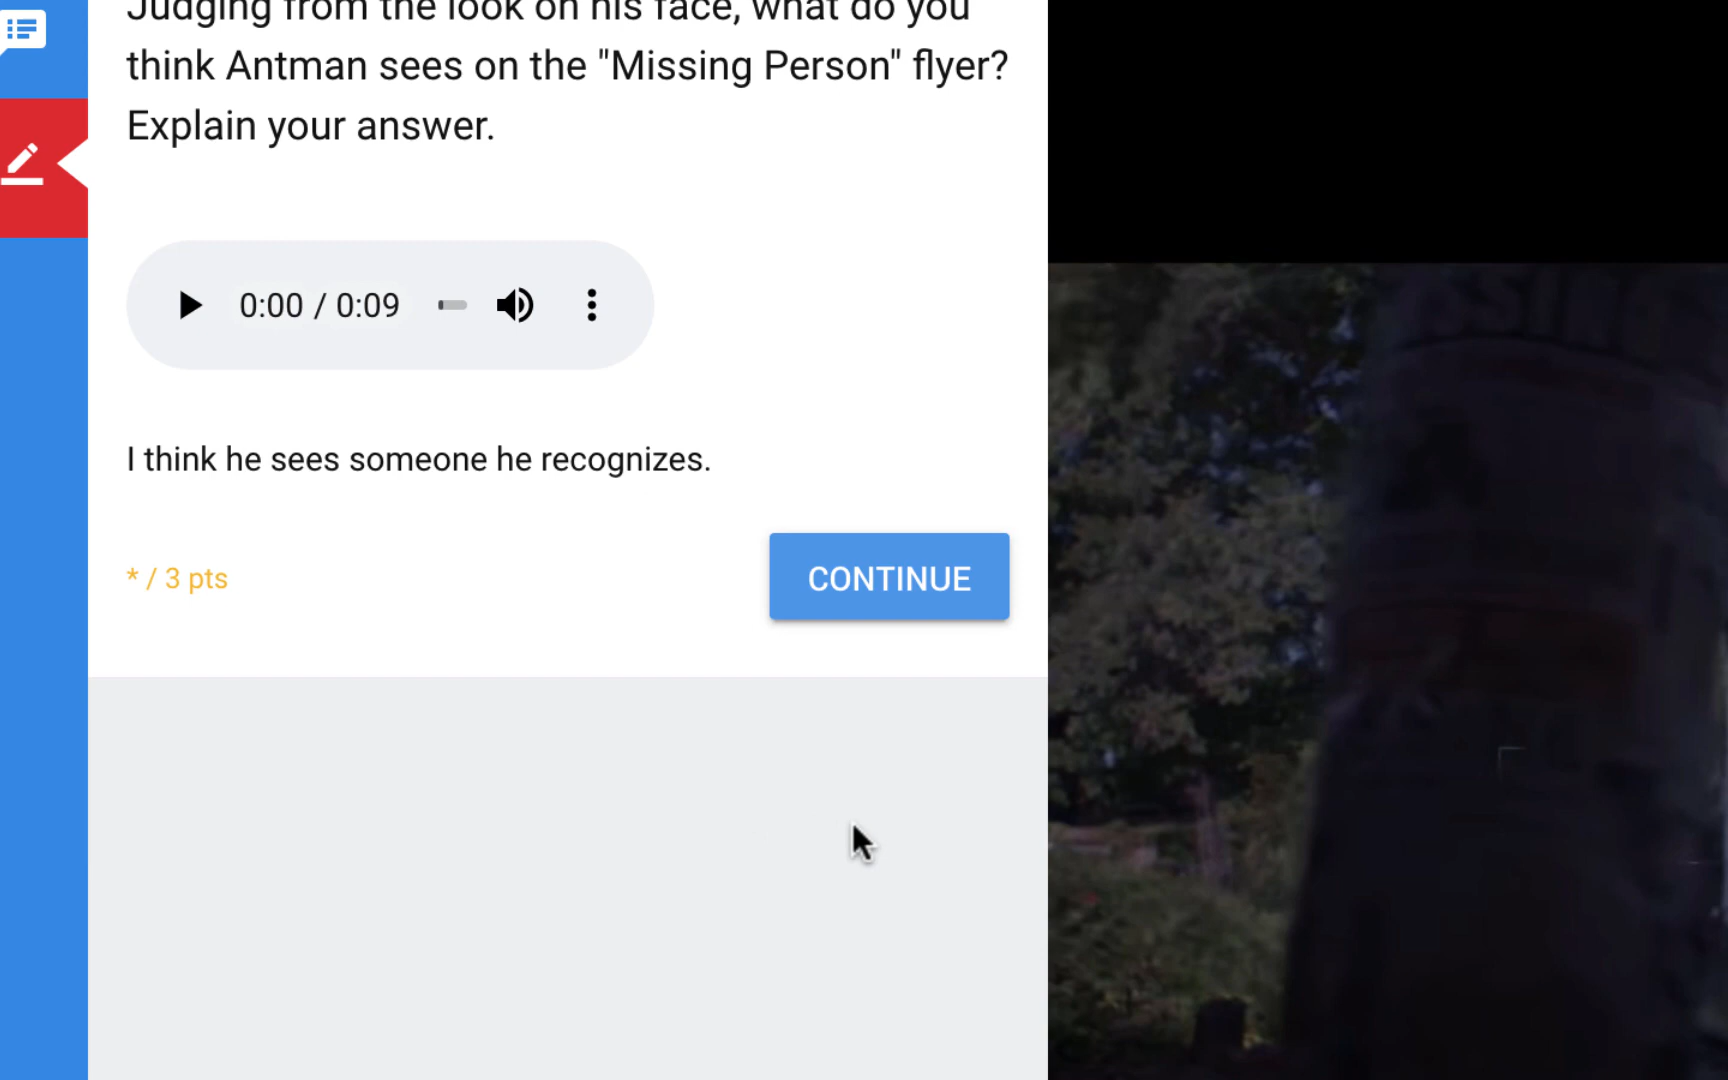 Judging from the look on his face, what do you
think Antman sees on the "Missing Person" flyer?
Explain your answer.
0:00 / 0:09
I think he sees someone he recognizes.
* / 3 pts
CONTINUE